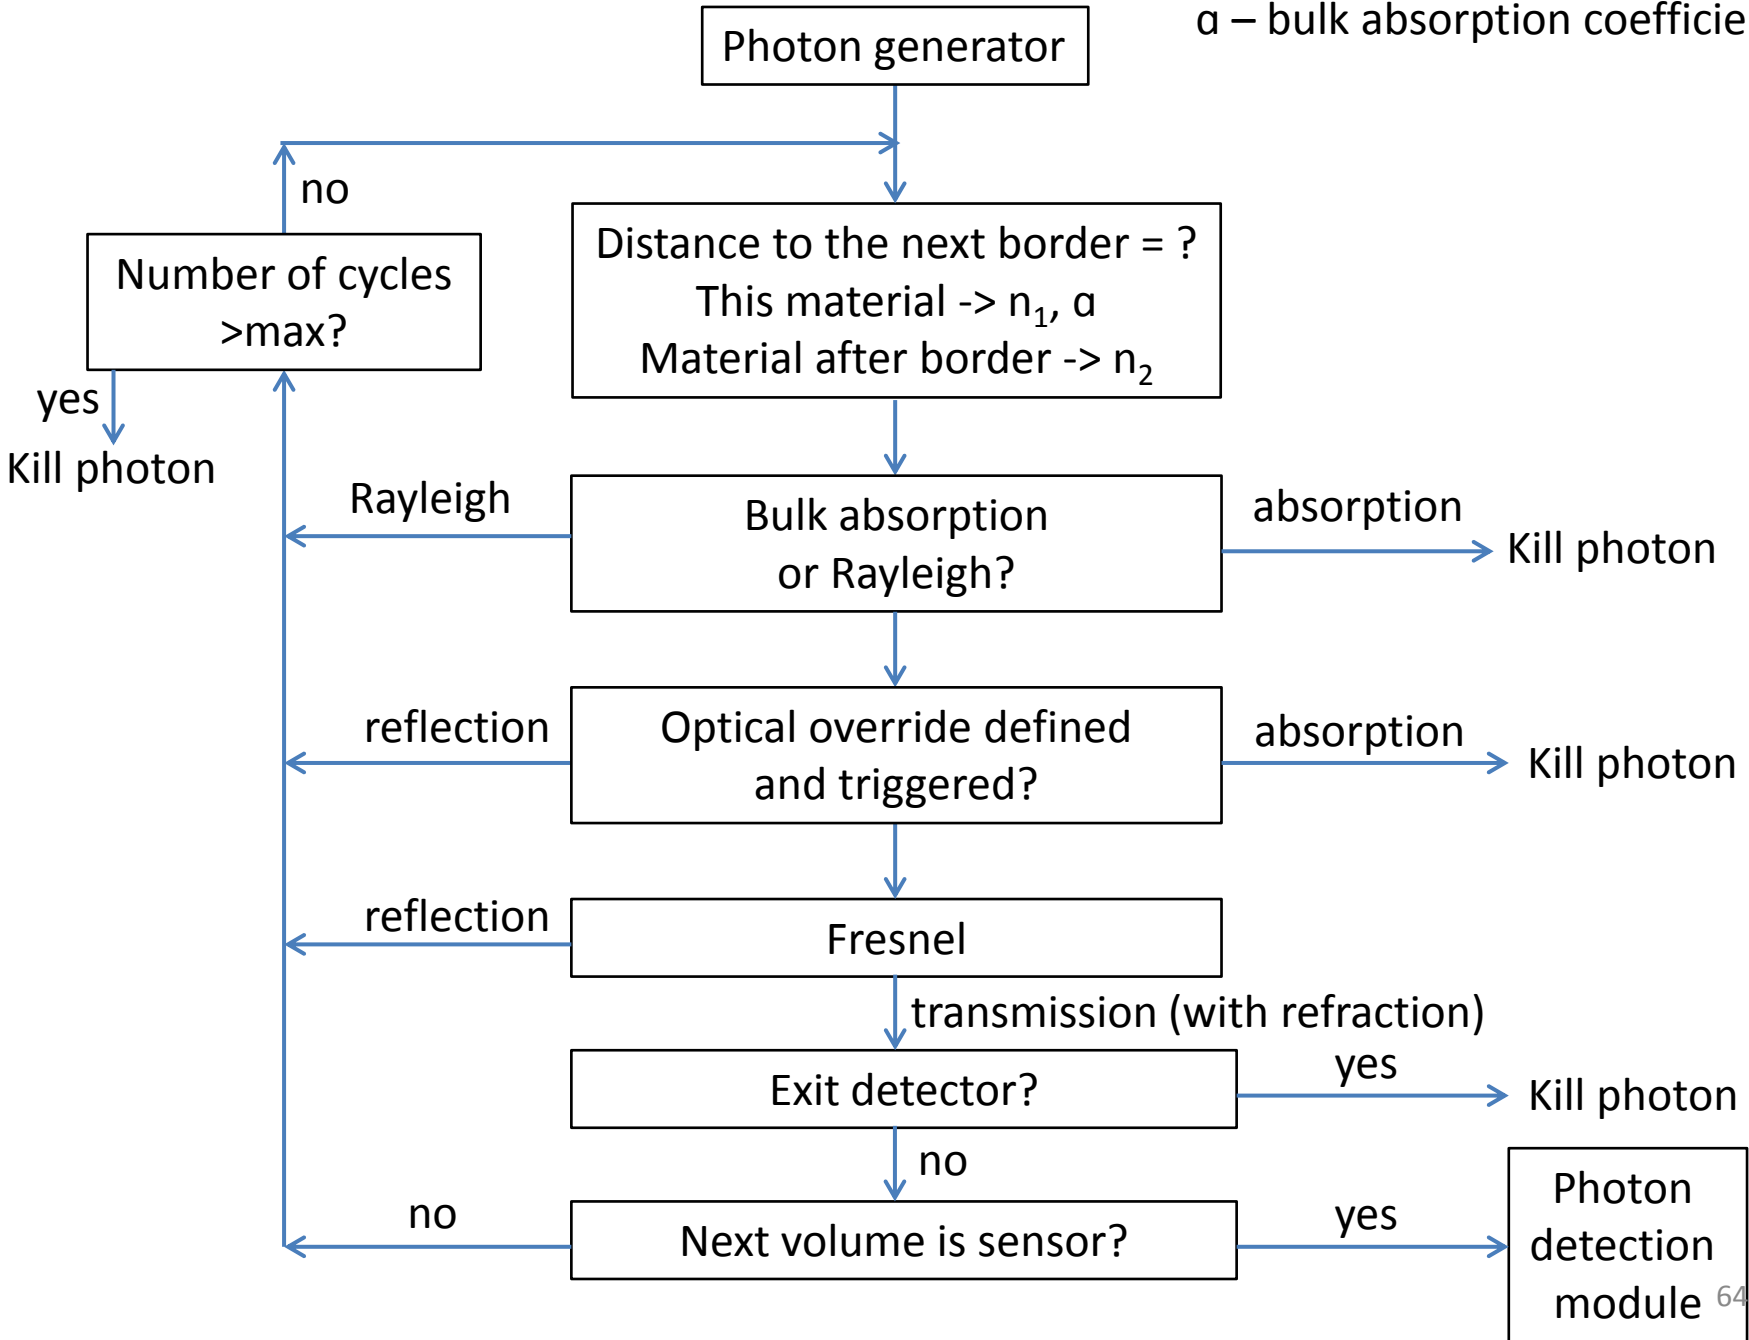 α – bulk absorption coefficie
Photon generator
no
Number of cycles
>max?
yes
Kill photon
Distance to the next border = ?
This material -> n₁, α
Material after border -> n₂
Rayleigh
Bulk absorption
or Rayleigh?
absorption
Kill photon
reflection
Optical override defined
and triggered?
absorption
Kill photon
reflection
Fresnel
transmission (with refraction)
Exit detector?
yes
Kill photon
no
no
Next volume is sensor?
yes
Photon
detection
module
64